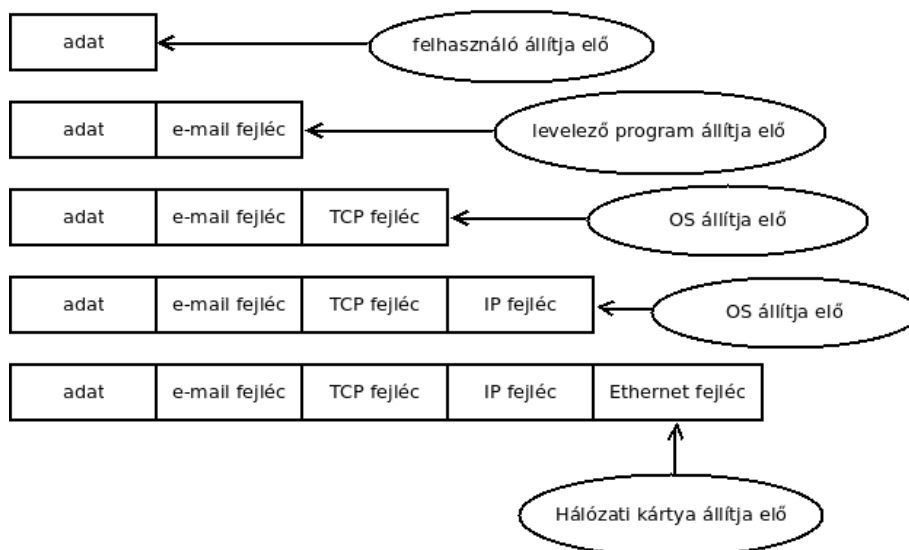 adat
felhasználó állítja elő
adat e-mail fejléc
levelező program állítja elő
adat e-mail fejléc TCP fejléc
OS állítja elő
adat e-mail fejléc TCP fejléc IP fejléc
OS állítja elő
adat e-mail fejléc TCP fejléc IP fejléc Ethernet fejléc
Hálózati kártya állítja elő